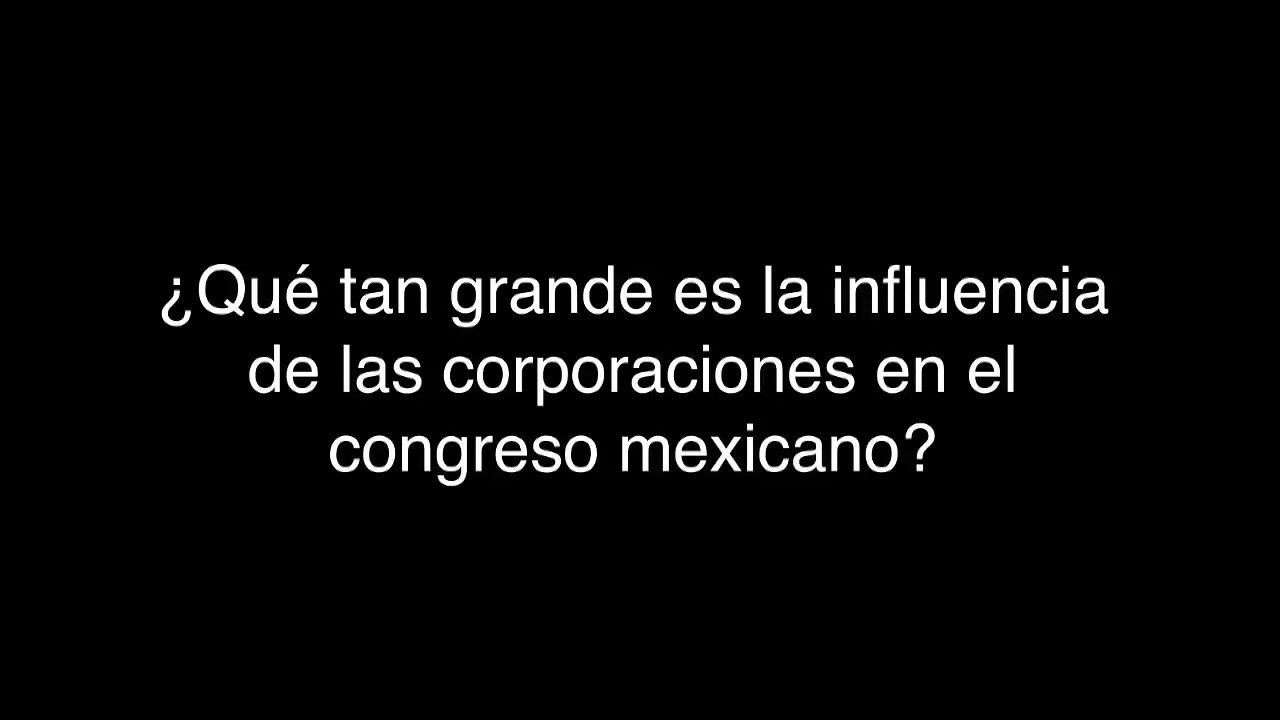 ¿Qué tan grande es la influencia
de las corporaciones en el
congreso mexicano?